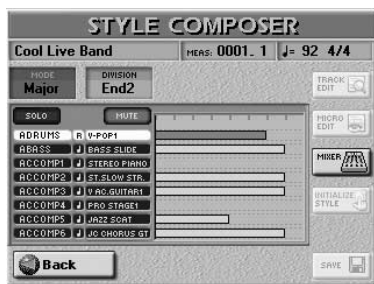 STYLE COMPOSER
Cool Live Band MEAS: 0001. 1 ♩= 92 4/4
MODE DIVISION
Major End2
TRACK EDIT
SOLO MUTE
MICRO EDIT
ADRUMS R V-POP1
ABASS BASS SLIDE
ACCOMP1 STEREO PIANO
MIXER
ACCOMP2 ST.SLOW STR.
ACCOMP3 V AC.GUITAR1
INITIALIZE STYLE
ACCOMP4 PRO STAGE1
ACCOMP5 JAZZ SCAT
ACCOMP6 JC CHORUS GT
Back SAVE